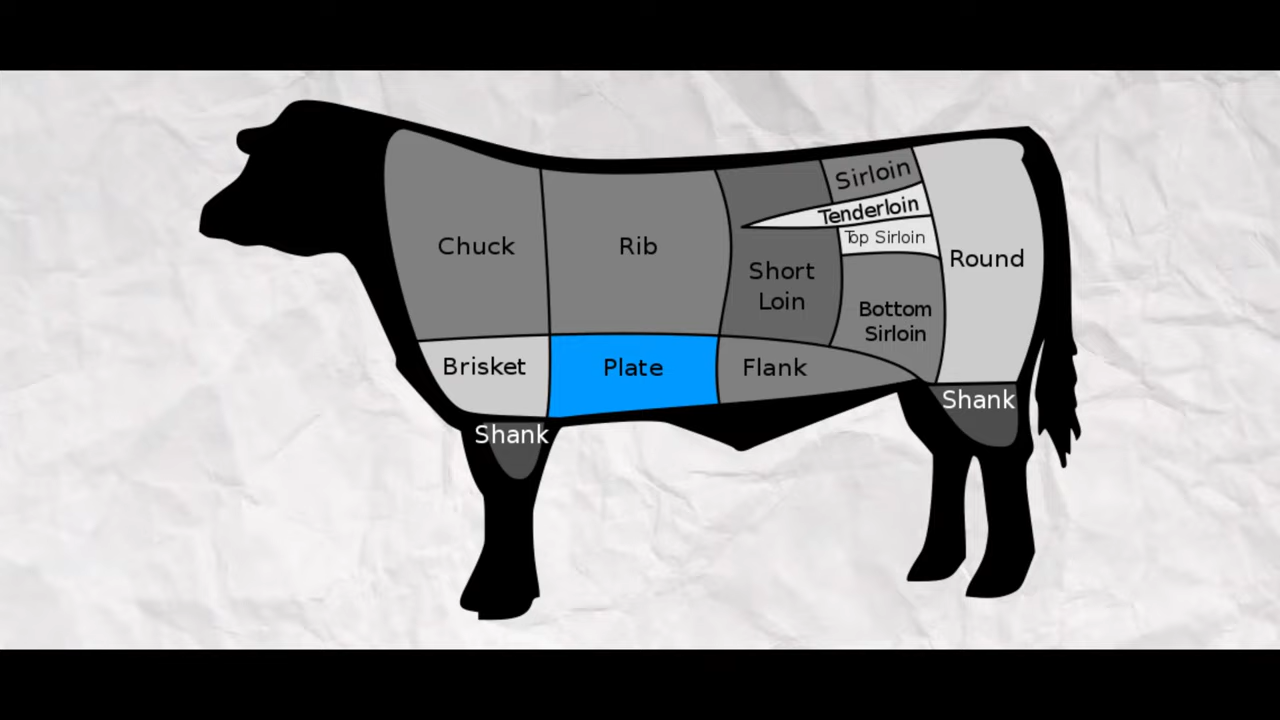 Sirloin
Tenderloin
Top Sirloin
Chuck
Rib
Round
Short
Loin
Bottom
Sirloin
Brisket
Plate
Flank
Shank
Shank